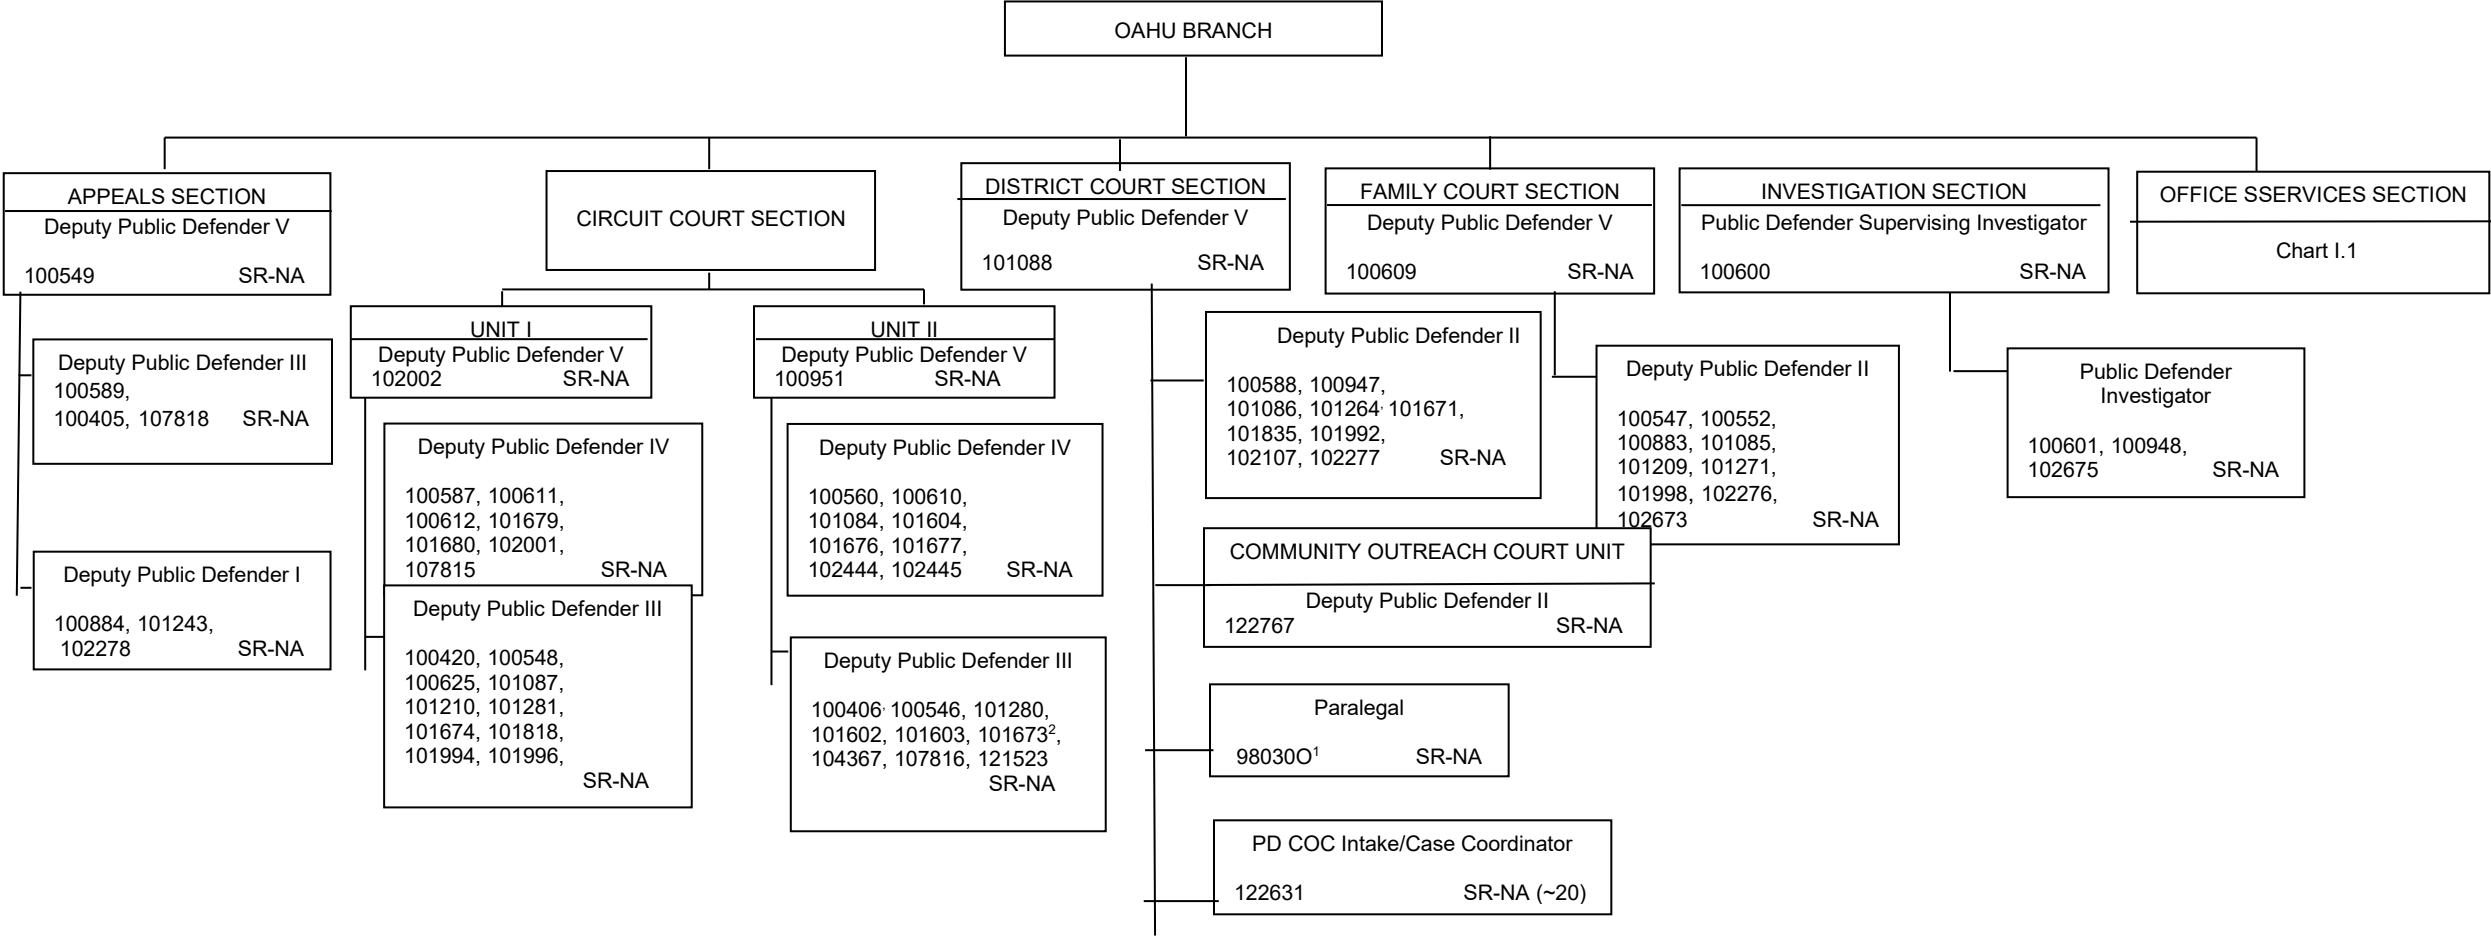 OAHU BRANCH
APPEALS SECTION
Deputy Public Defender V
100549 SR-NA
Deputy Public Defender III
100589,
100405, 107818 SR-NA
Deputy Public Defender I
100884, 101243,
102278 SR-NA
CIRCUIT COURT SECTION
UNIT I
Deputy Public Defender V
102002 SR-NA
Deputy Public Defender IV
100587, 100611,
100612, 101679,
101680, 102001,
107815 SR-NA
Deputy Public Defender III
100420, 100548,
100625, 101087,
101210, 101281,
101674, 101818,
101994, 101996,
SR-NA
UNIT II
Deputy Public Defender V
100951 SR-NA
Deputy Public Defender IV
100560, 100610,
101084, 101604,
101676, 101677,
102444, 102445 SR-NA
Deputy Public Defender III
100406, 100546, 101280,
101602, 101603, 101673²,
104367, 107816, 121523
SR-NA
DISTRICT COURT SECTION
Deputy Public Defender V
101088 SR-NA
Deputy Public Defender II
100588, 100947,
101086, 101264, 101671,
101835, 101992,
102107, 102277 SR-NA
COMMUNITY OUTREACH COURT UNIT
Deputy Public Defender II
122767 SR-NA
Paralegal
98030O¹ SR-NA
PD COC Intake/Case Coordinator
122631 SR-NA (~20)
FAMILY COURT SECTION
Deputy Public Defender V
100609 SR-NA
Deputy Public Defender II
100547, 100552,
100883, 101085,
101209, 101271,
101998, 102276,
102673 SR-NA
INVESTIGATION SECTION
Public Defender Supervising Investigator
100600 SR-NA
Public Defender
Investigator
100601, 100948,
102675 SR-NA
OFFICE SSERVICES SECTION
Chart I.1